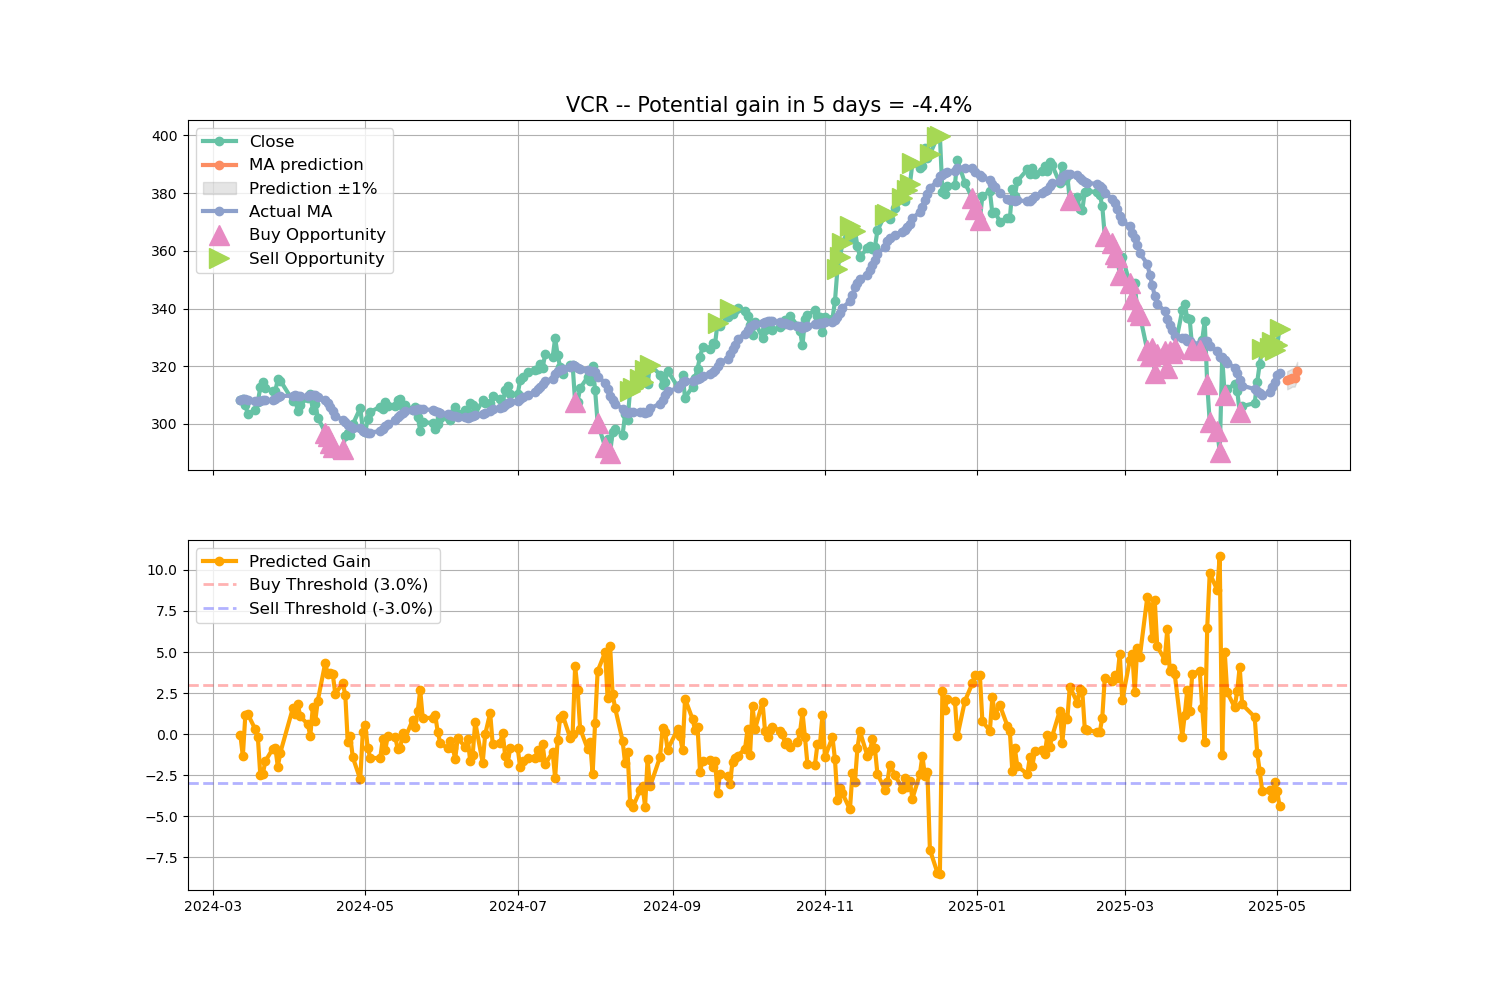 VCR -- Potential gain in 5 days = -4.4%
Close
MA prediction
Prediction ±1%
Actual MA
Buy Opportunity
Sell Opportunity
400
380
360
340
320
300
Predicted Gain
Buy Threshold (3.0%)
Sell Threshold (-3.0%)
10.0
7.5
5.0
2.5
0.0
−2.5
−5.0
−7.5
2024-03 2024-05 2024-07 2024-09 2024-11 2025-01 2025-03 2025-05